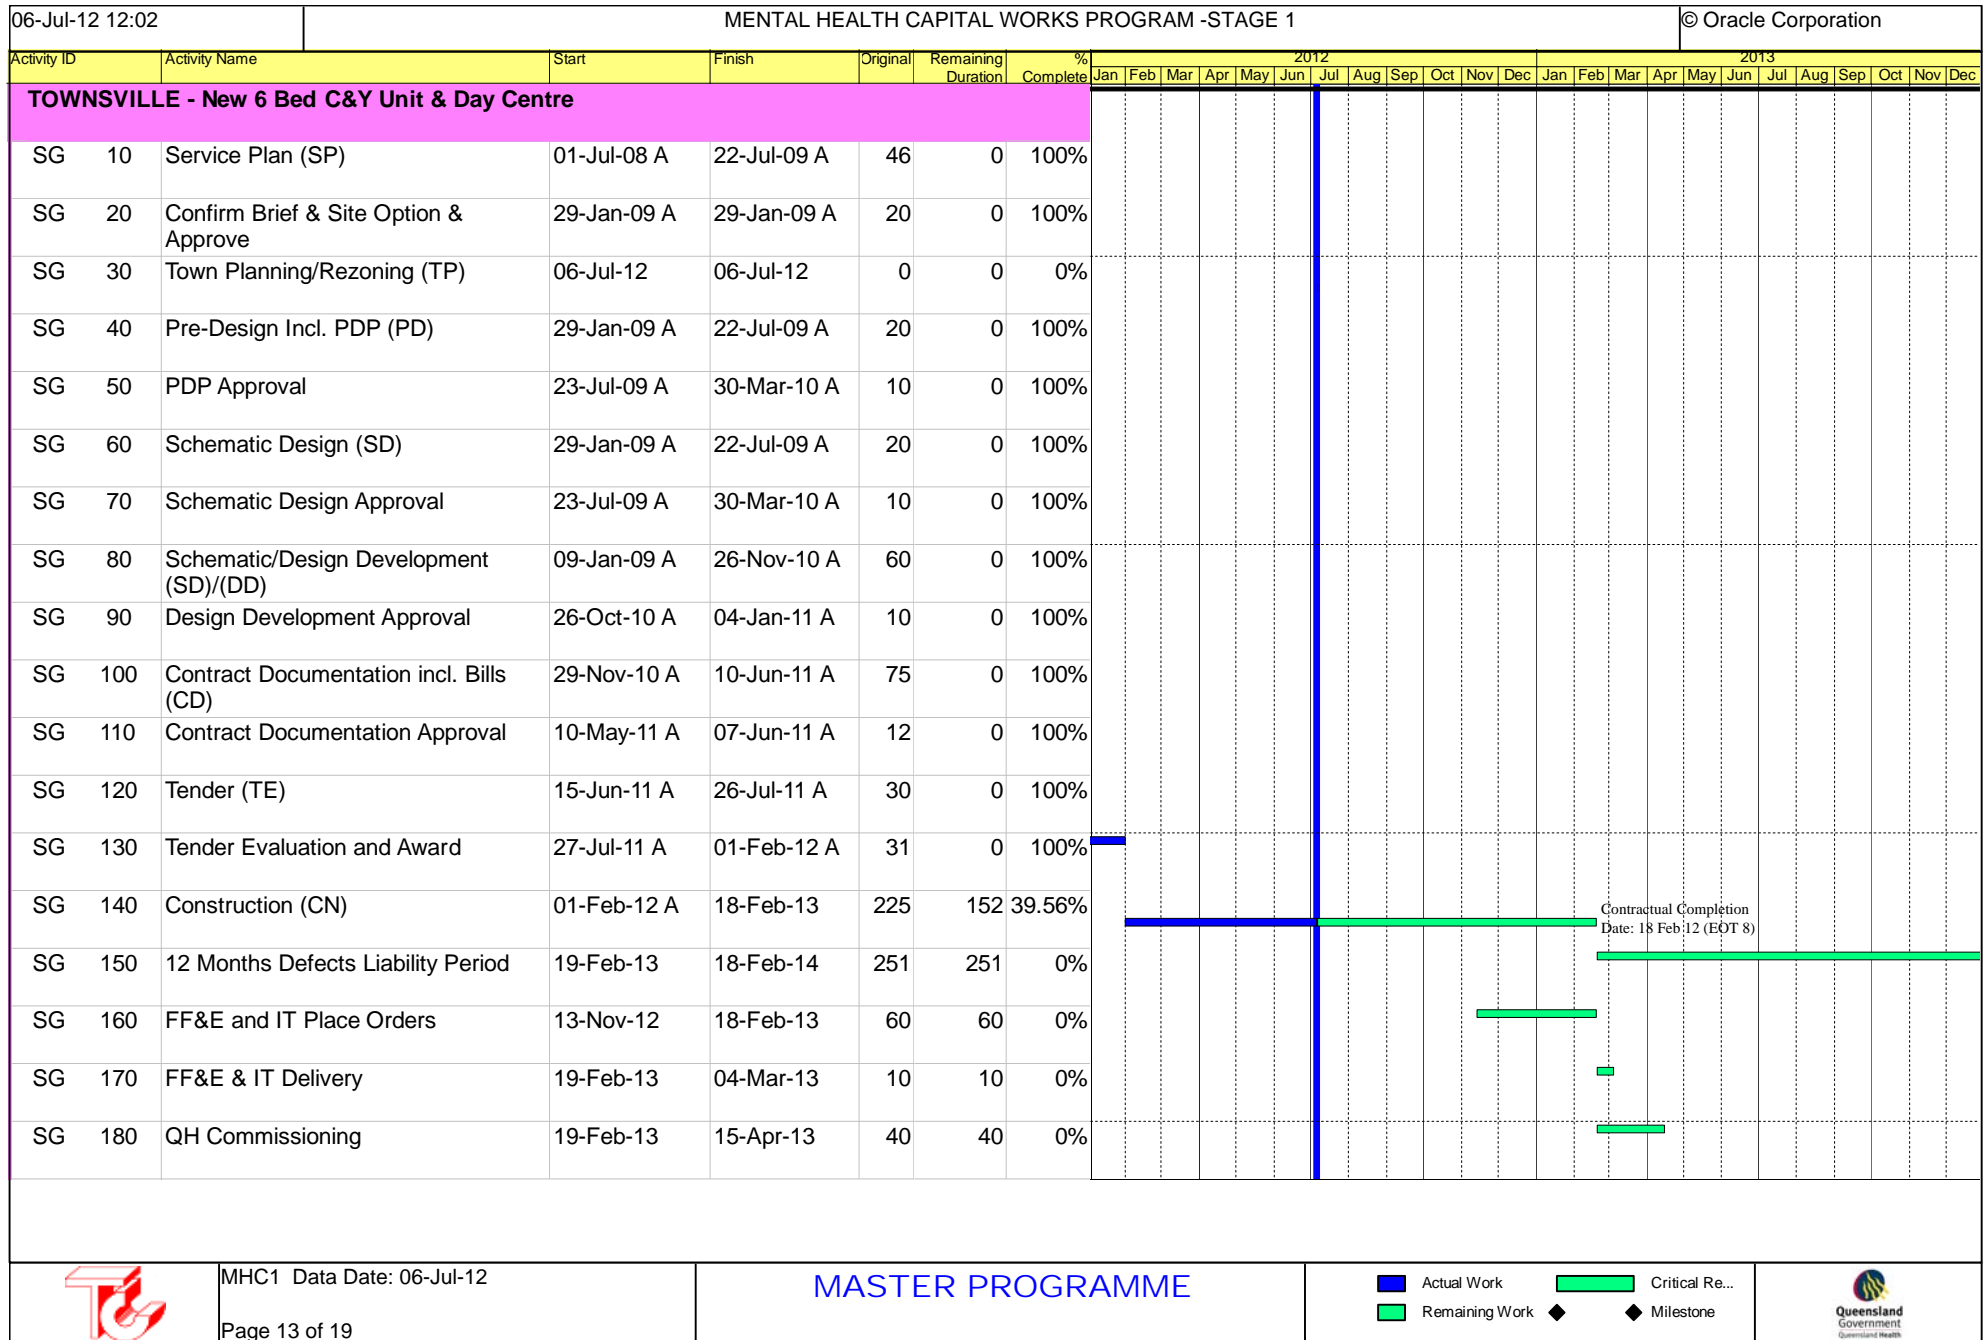 06-Jul-12 12:02 MENTAL HEALTH CAPITAL WORKS PROGRAM -STAGE 1 © Oracle Corporation
Activity ID Activity Name Start Finish Original Remaining % 2012 2013
Duration Complete Jan Feb Mar Apr May Jun Jul Aug Sep Oct Nov Dec Jan Feb Mar Apr May Jun Jul Aug Sep Oct Nov Dec
TOWNSVILLE - New 6 Bed C&Y Unit & Day Centre
SG 10 Service Plan (SP) 01-Jul-08 A 22-Jul-09 A 46 0 100%
SG 20 Confirm Brief & Site Option & 29-Jan-09 A 29-Jan-09 A 20 0 100%
Approve
SG 30 Town Planning/Rezoning (TP) 06-Jul-12 06-Jul-12 0 0 0%
SG 40 Pre-Design Incl. PDP (PD) 29-Jan-09 A 22-Jul-09 A 20 0 100%
SG 50 PDP Approval 23-Jul-09 A 30-Mar-10 A 10 0 100%
SG 60 Schematic Design (SD) 29-Jan-09 A 22-Jul-09 A 20 0 100%
SG 70 Schematic Design Approval 23-Jul-09 A 30-Mar-10 A 10 0 100%
SG 80 Schematic/Design Development 09-Jan-09 A 26-Nov-10 A 60 0 100%
(SD)/(DD)
SG 90 Design Development Approval 26-Oct-10 A 04-Jan-11 A 10 0 100%
SG 100 Contract Documentation incl. Bills 29-Nov-10 A 10-Jun-11 A 75 0 100%
(CD)
SG 110 Contract Documentation Approval 10-May-11 A 07-Jun-11 A 12 0 100%
SG 120 Tender (TE) 15-Jun-11 A 26-Jul-11 A 30 0 100%
SG 130 Tender Evaluation and Award 27-Jul-11 A 01-Feb-12 A 31 0 100%
SG 140 Construction (CN) 01-Feb-12 A 18-Feb-13 225 152 39.56% Contractual Completion
Date: 18 Feb 12 (EOT 8)
SG 150 12 Months Defects Liability Period 19-Feb-13 18-Feb-14 251 251 0%
SG 160 FF&E and IT Place Orders 13-Nov-12 18-Feb-13 60 60 0%
SG 170 FF&E & IT Delivery 19-Feb-13 04-Mar-13 10 10 0%
SG 180 QH Commissioning 19-Feb-13 15-Apr-13 40 40 0%
MHC1 Data Date: 06-Jul-12 MASTER PROGRAMME Actual Work Critical Re...
Remaining Work Milestone
Page 13 of 19
Queensland
Government
Queensland Health